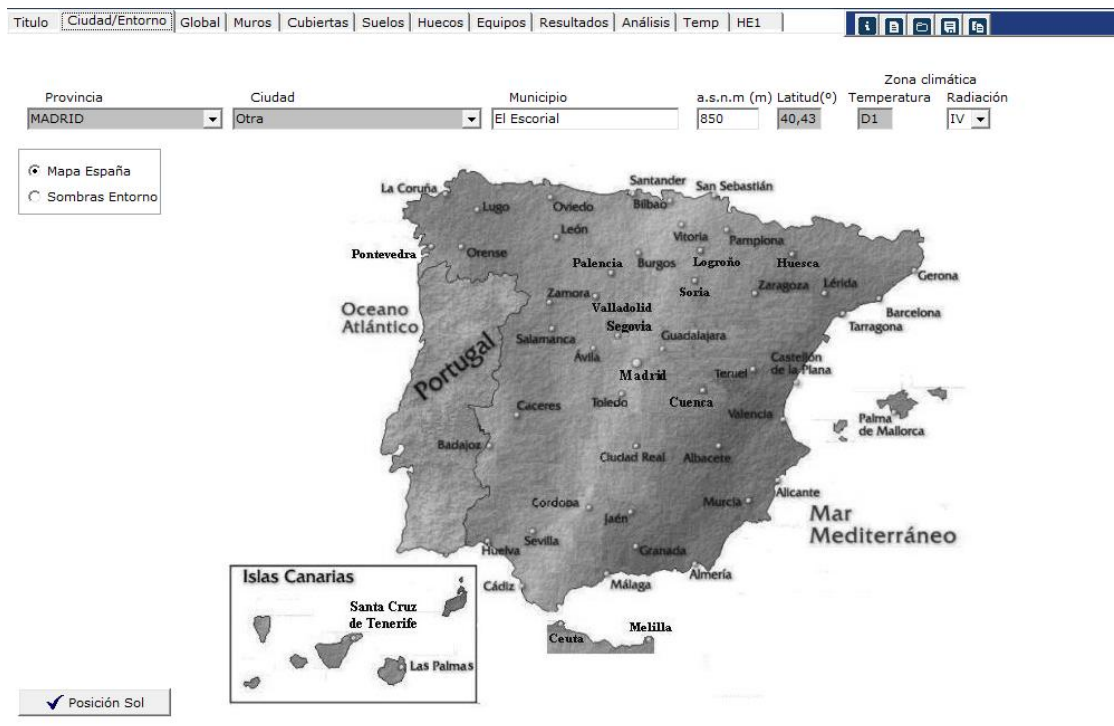 Titulo Ciudad/Entorno Global Muros Cubiertas Suelos Huecos Equipos Resultados Análisis Temp HE1
Zona climática
Provincia Ciudad Municipio a.s.n.m (m) Latitud(º) Temperatura Radiación
MADRID Otra El Escorial 850 40,43 D1 IV
Mapa España
Sombras Entorno
La Coruña Lugo Oviedo Santander Bilbao San Sebastián
León Vitoria Pamplona
Pontevedra Orense Palencia Burgos Logroño Huesca
Gerona
Zamora Valladolid Soria Zaragoza Lérida
Oceano
Atlántico
Barcelona
Tarragona
Salamanca Segovia Guadalajara
Ávila Madrid Teruel Castellón
de la Plana
Portugal
Caceres Toledo Cuenca Valencia
Palma
de Mallorca
Badajoz Ciudad Real Albacete
Alicante
Cordoba Jaén Murcia
Mar
Mediterráneo
Huelva Sevilla Granada
Cádiz Málaga Almería
Islas Canarias
Santa Cruz
de Tenerife
Las Palmas
Ceuta Melilla
Posición Sol